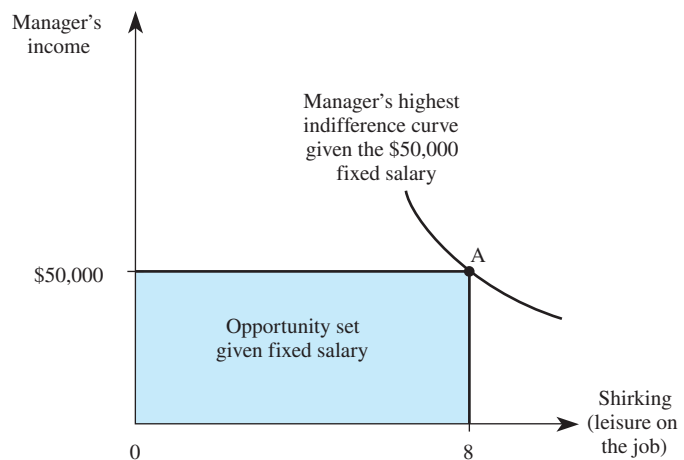 Manager's
income
Manager's highest
indifference curve
given the $50,000
fixed salary
A
$50,000
Opportunity set
given fixed salary
Shirking
(leisure on
the job)
0
8